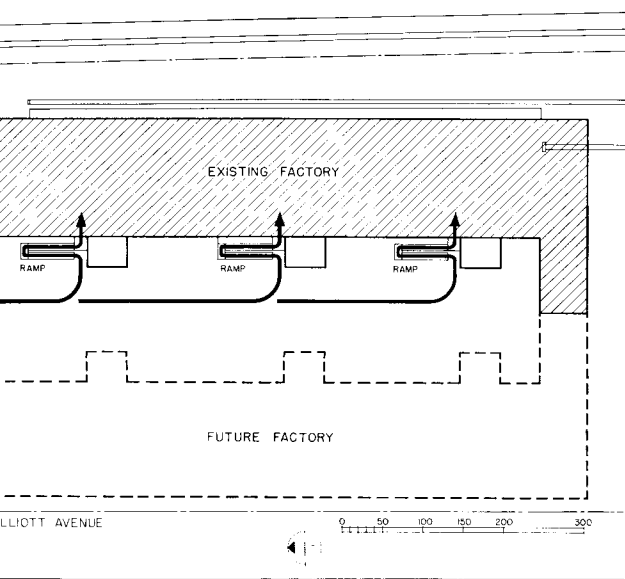 EXISTING FACTORY
RAMP
RAMP
RAMP
FUTURE FACTORY
LLIOTT AVENUE
0 50 100 150 200 300